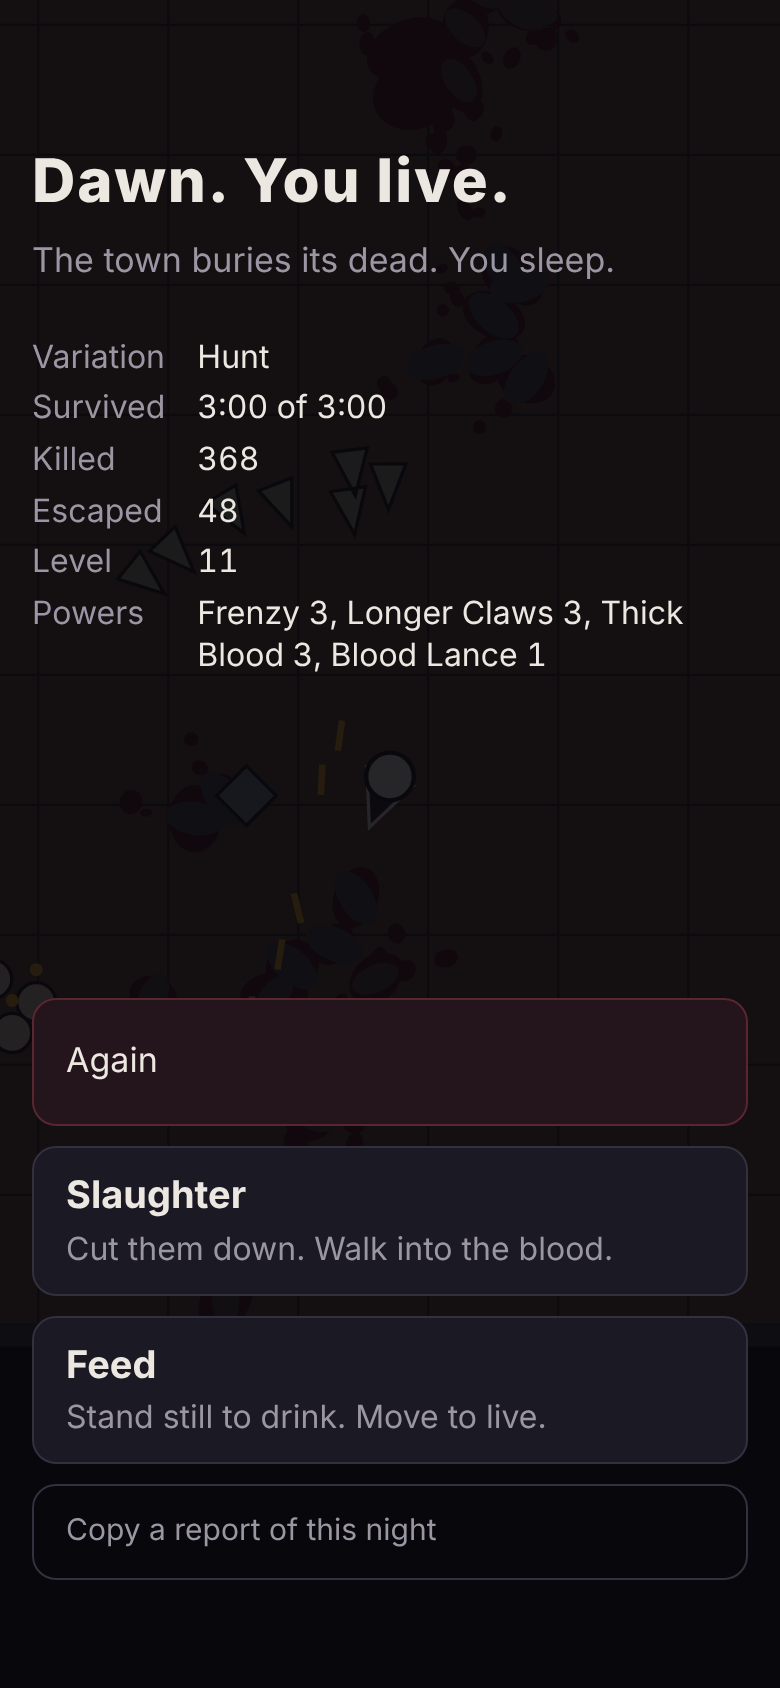 Dawn. You live.
The town buries its dead. You sleep.
Variation Hunt
Survived 3:00 of 3:00
Killed 368
Escaped 48
Level 11
Powers Frenzy 3, Longer Claws 3, Thick
Blood 3, Blood Lance 1
Again
Slaughter
Cut them down. Walk into the blood.
Feed
Stand still to drink. Move to live.
Copy a report of this night